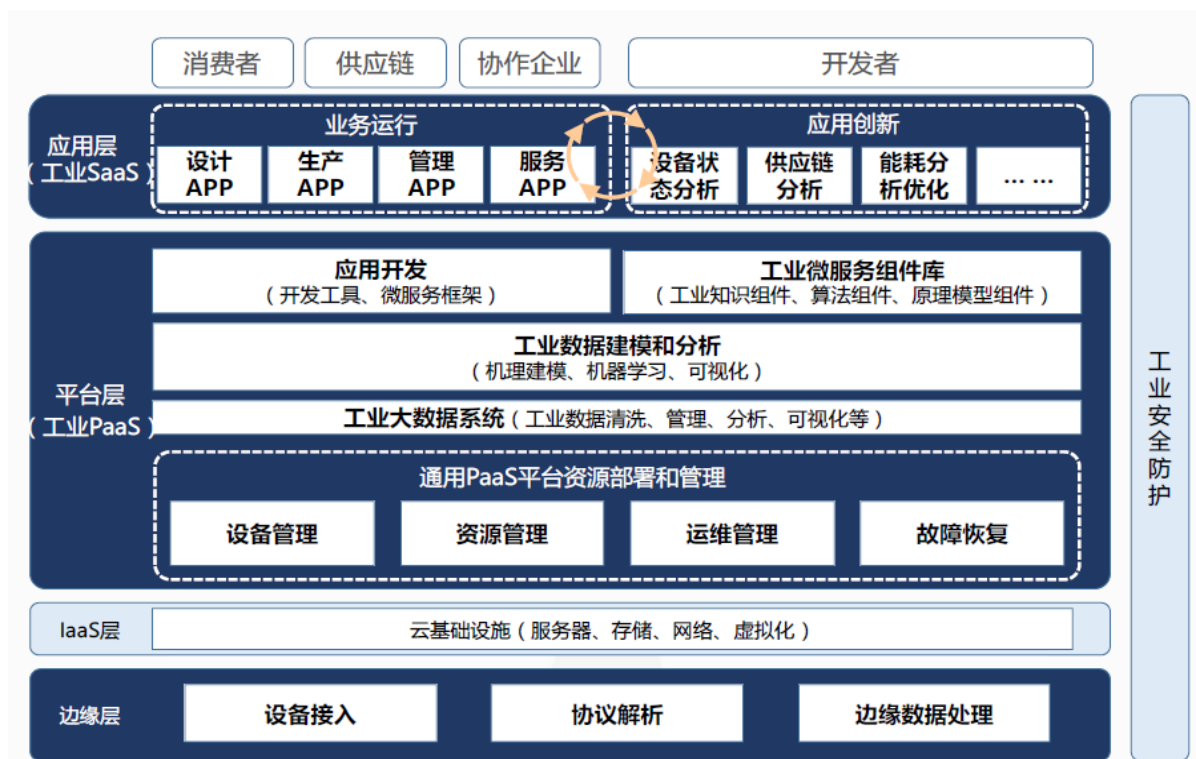 消费者
供应链
协作企业
开发者
应用层
（工业SaaS）
业务运行
设计
APP
生产
APP
管理
APP
服务
APP
应用创新
设备状
态分析
供应链
分析
能耗分
析优化
... ...
平台层
（工业PaaS）
应用开发
（开发工具、微服务框架）
工业微服务组件库
（工业知识组件、算法组件、原理模型组件）
工业数据建模和分析
（机理建模、机器学习、可视化）
工业大数据系统（工业数据清洗、管理、分析、可视化等）
通用PaaS平台资源部署和管理
设备管理
资源管理
运维管理
故障恢复
IaaS层
云基础设施（服务器、存储、网络、虚拟化）
边缘层
设备接入
协议解析
边缘数据处理
工业安全防护